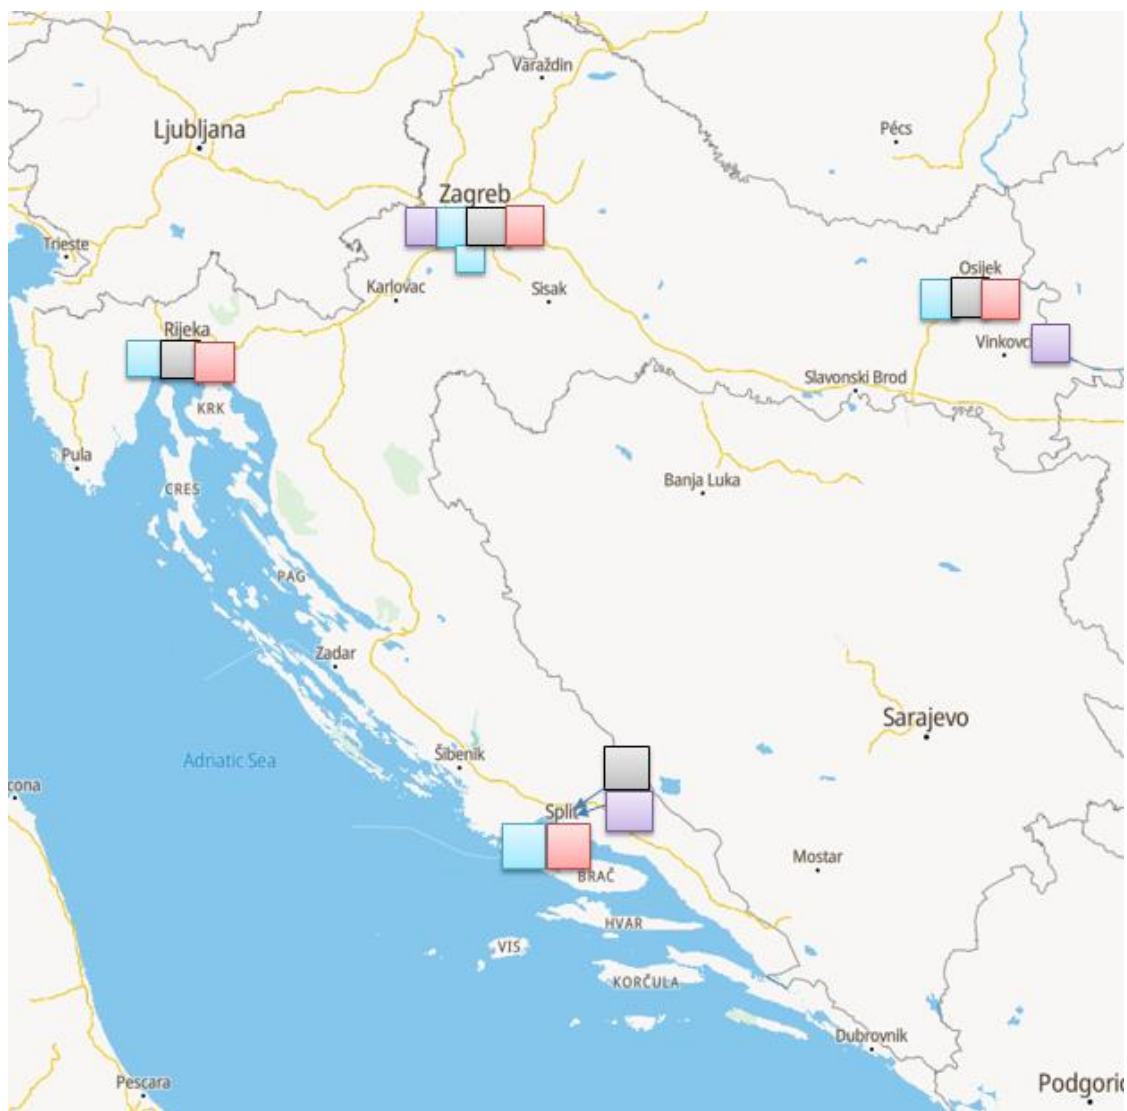 Varaždin
Ljubljana
Pécs
Zagreb
Trieste
Osijek
Karlovac
Sisak
Rijeka
Vinkovc
Slavonski Brod
KRK
Pula
Banja Luka
CRES
PAG
Zadar
Sarajevo
Šibenik
Adriatic Sea
cona
Split
Mostar
BRAČ
HVAR
VIS
KORČULA
Dubrovnik
Pescara
Podgoric